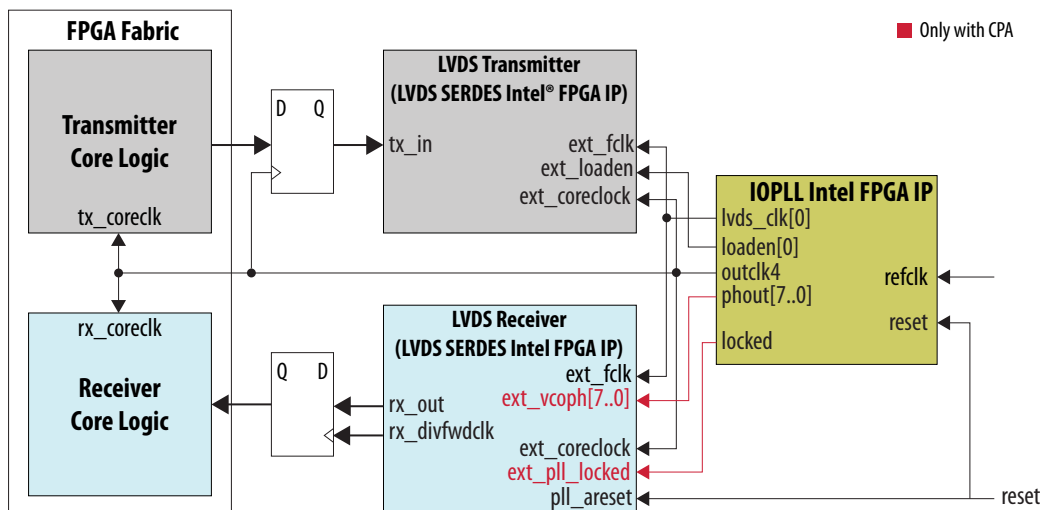 FPGA Fabric
Only with CPA
Transmitter
Core Logic
tx_coreclk
D Q
LVDS Transmitter
(LVDS SERDES Intel® FPGA IP)
tx_in
ext_fclk
ext_loaden
ext_coreclock
IOPLL Intel FPGA IP
lvds_clk[0]
loaden[0]
outclk4
phout[7..0]
locked
refclk
reset
rx_coreclk
Receiver
Core Logic
Q D
LVDS Receiver
(LVDS SERDES Intel FPGA IP)
ext_fclk
ext_vcoph[7..0]
rx_out
rx_divfwdclk
ext_coreclock
ext_pll_locked
pll_areset
reset